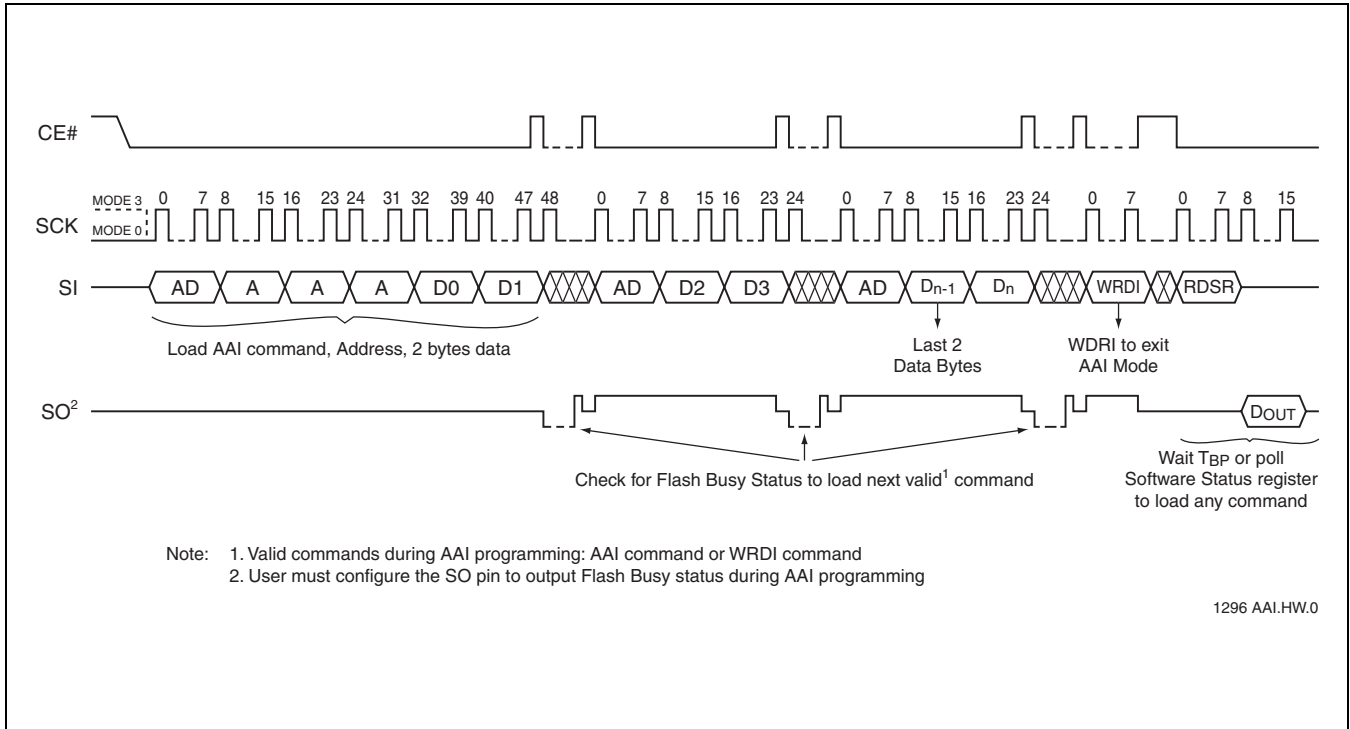 CE#
MODE 3
MODE 0
SCK
0 7 8 15 16 23 24 31 32 39 40 47 48 0 7 8 15 16 23 24 0 7 8 15 16 23 24 0 7 0 7 8 15
SI
AD A A A D0 D1 AD D2 D3 AD Dn-1 Dn WRDI RDSR
Load AAI command, Address, 2 bytes data
Last 2
Data Bytes
WDRI to exit
AAI Mode
SO2
DOUT
Check for Flash Busy Status to load next valid1 command
Wait TBP or poll
Software Status register
to load any command
Note: 1. Valid commands during AAI programming: AAI command or WRDI command
2. User must configure the SO pin to output Flash Busy status during AAI programming
1296 AAI.HW.0